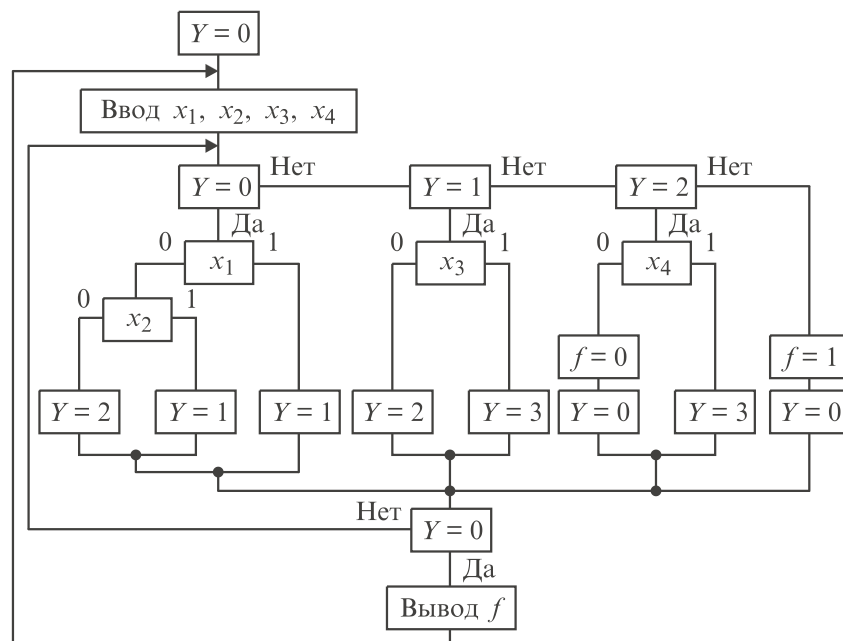 Y = 0
Ввод x₁, x₂, x₃, x₄
Y = 0 Нет Y = 1 Нет Y = 2 Нет
Да Да Да
0 x₁ 1 0 x₃ 1 0 x₄ 1
0 x₂ 1
f = 0 f = 1
Y = 2 Y = 1 Y = 1 Y = 2 Y = 3 Y = 0 Y = 3 Y = 0
Нет Y = 0
Да
Вывод f